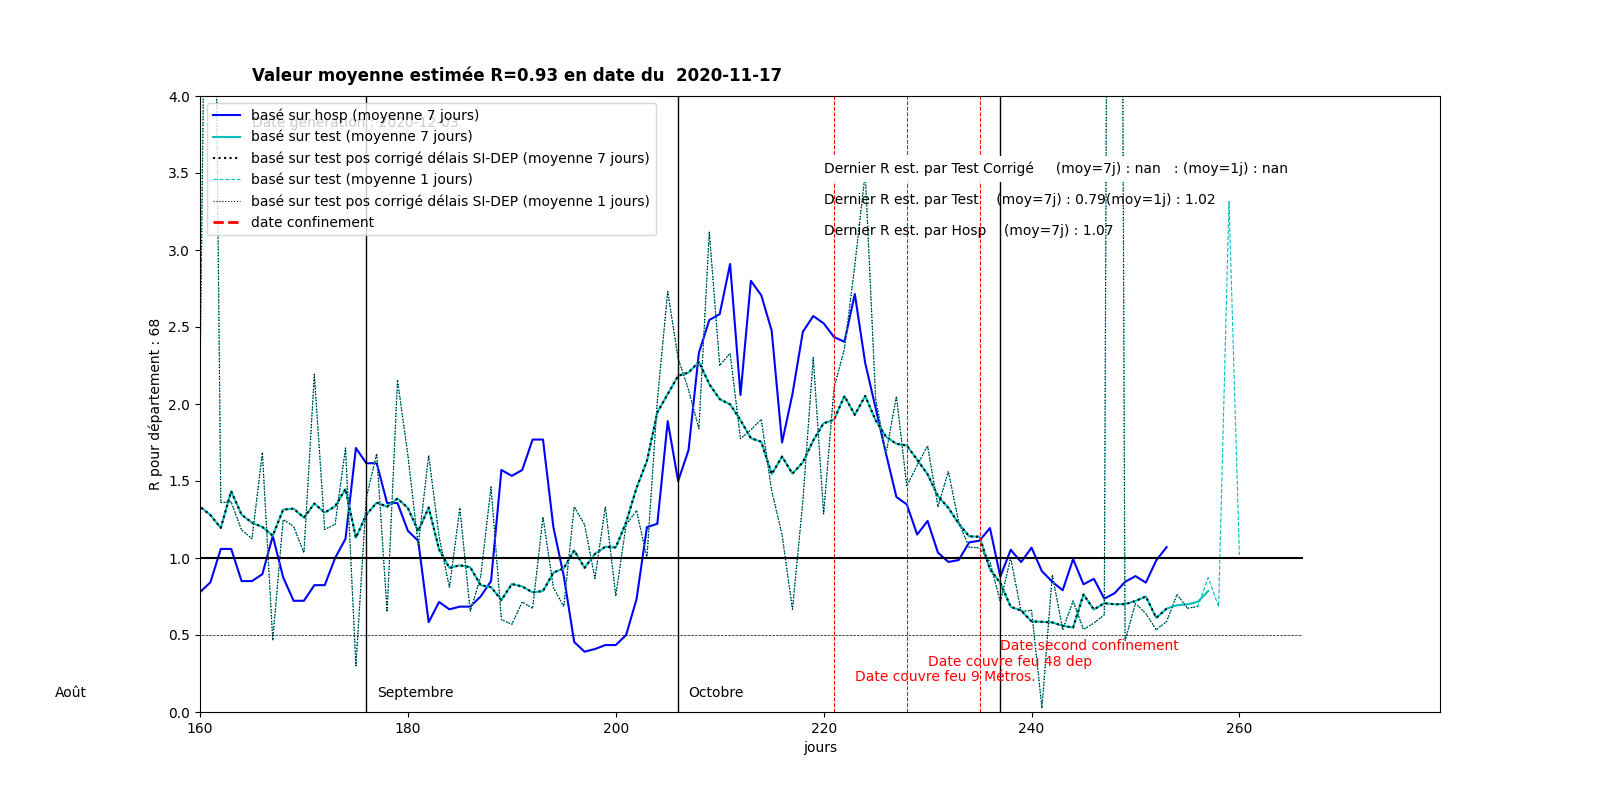 Valeur moyenne estimée R=0.93 en date du  2020-11-17
4.0
3.5
3.0
2.5
2.0
1.5
1.0
0.5
0.0
R pour département : 68
basé sur hosp (moyenne 7 jours)
Date génération : 2020-12-03
basé sur test (moyenne 7 jours)
basé sur test pos corrigé délais SI-DEP (moyenne 7 jours)
basé sur test (moyenne 1 jours)
basé sur test pos corrigé délais SI-DEP (moyenne 1 jours)
date confinement
Dernier R est. par Test Corrigé     (moy=7j) : nan   : (moy=1j) : nan
Dernier R est. par Test    (moy=7j) : 0.79(moy=1j) : 1.02
Dernier R est. par Hosp    (moy=7j) : 1.07
Date second confinement
Date couvre feu 48 dep
Date couvre feu 9 Métros.
Août
Septembre
Octobre
160 180 200 220 240 260
jours